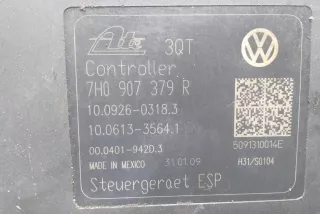 Ate 3QT
Controller
7H0 907 379 R
10.0926-0318.3
10.0613-3564.1
00.0401-942D.3
5091310014E
MADE IN MEXICO 31.01.09
H31/S0104
Steuergeraet ESP